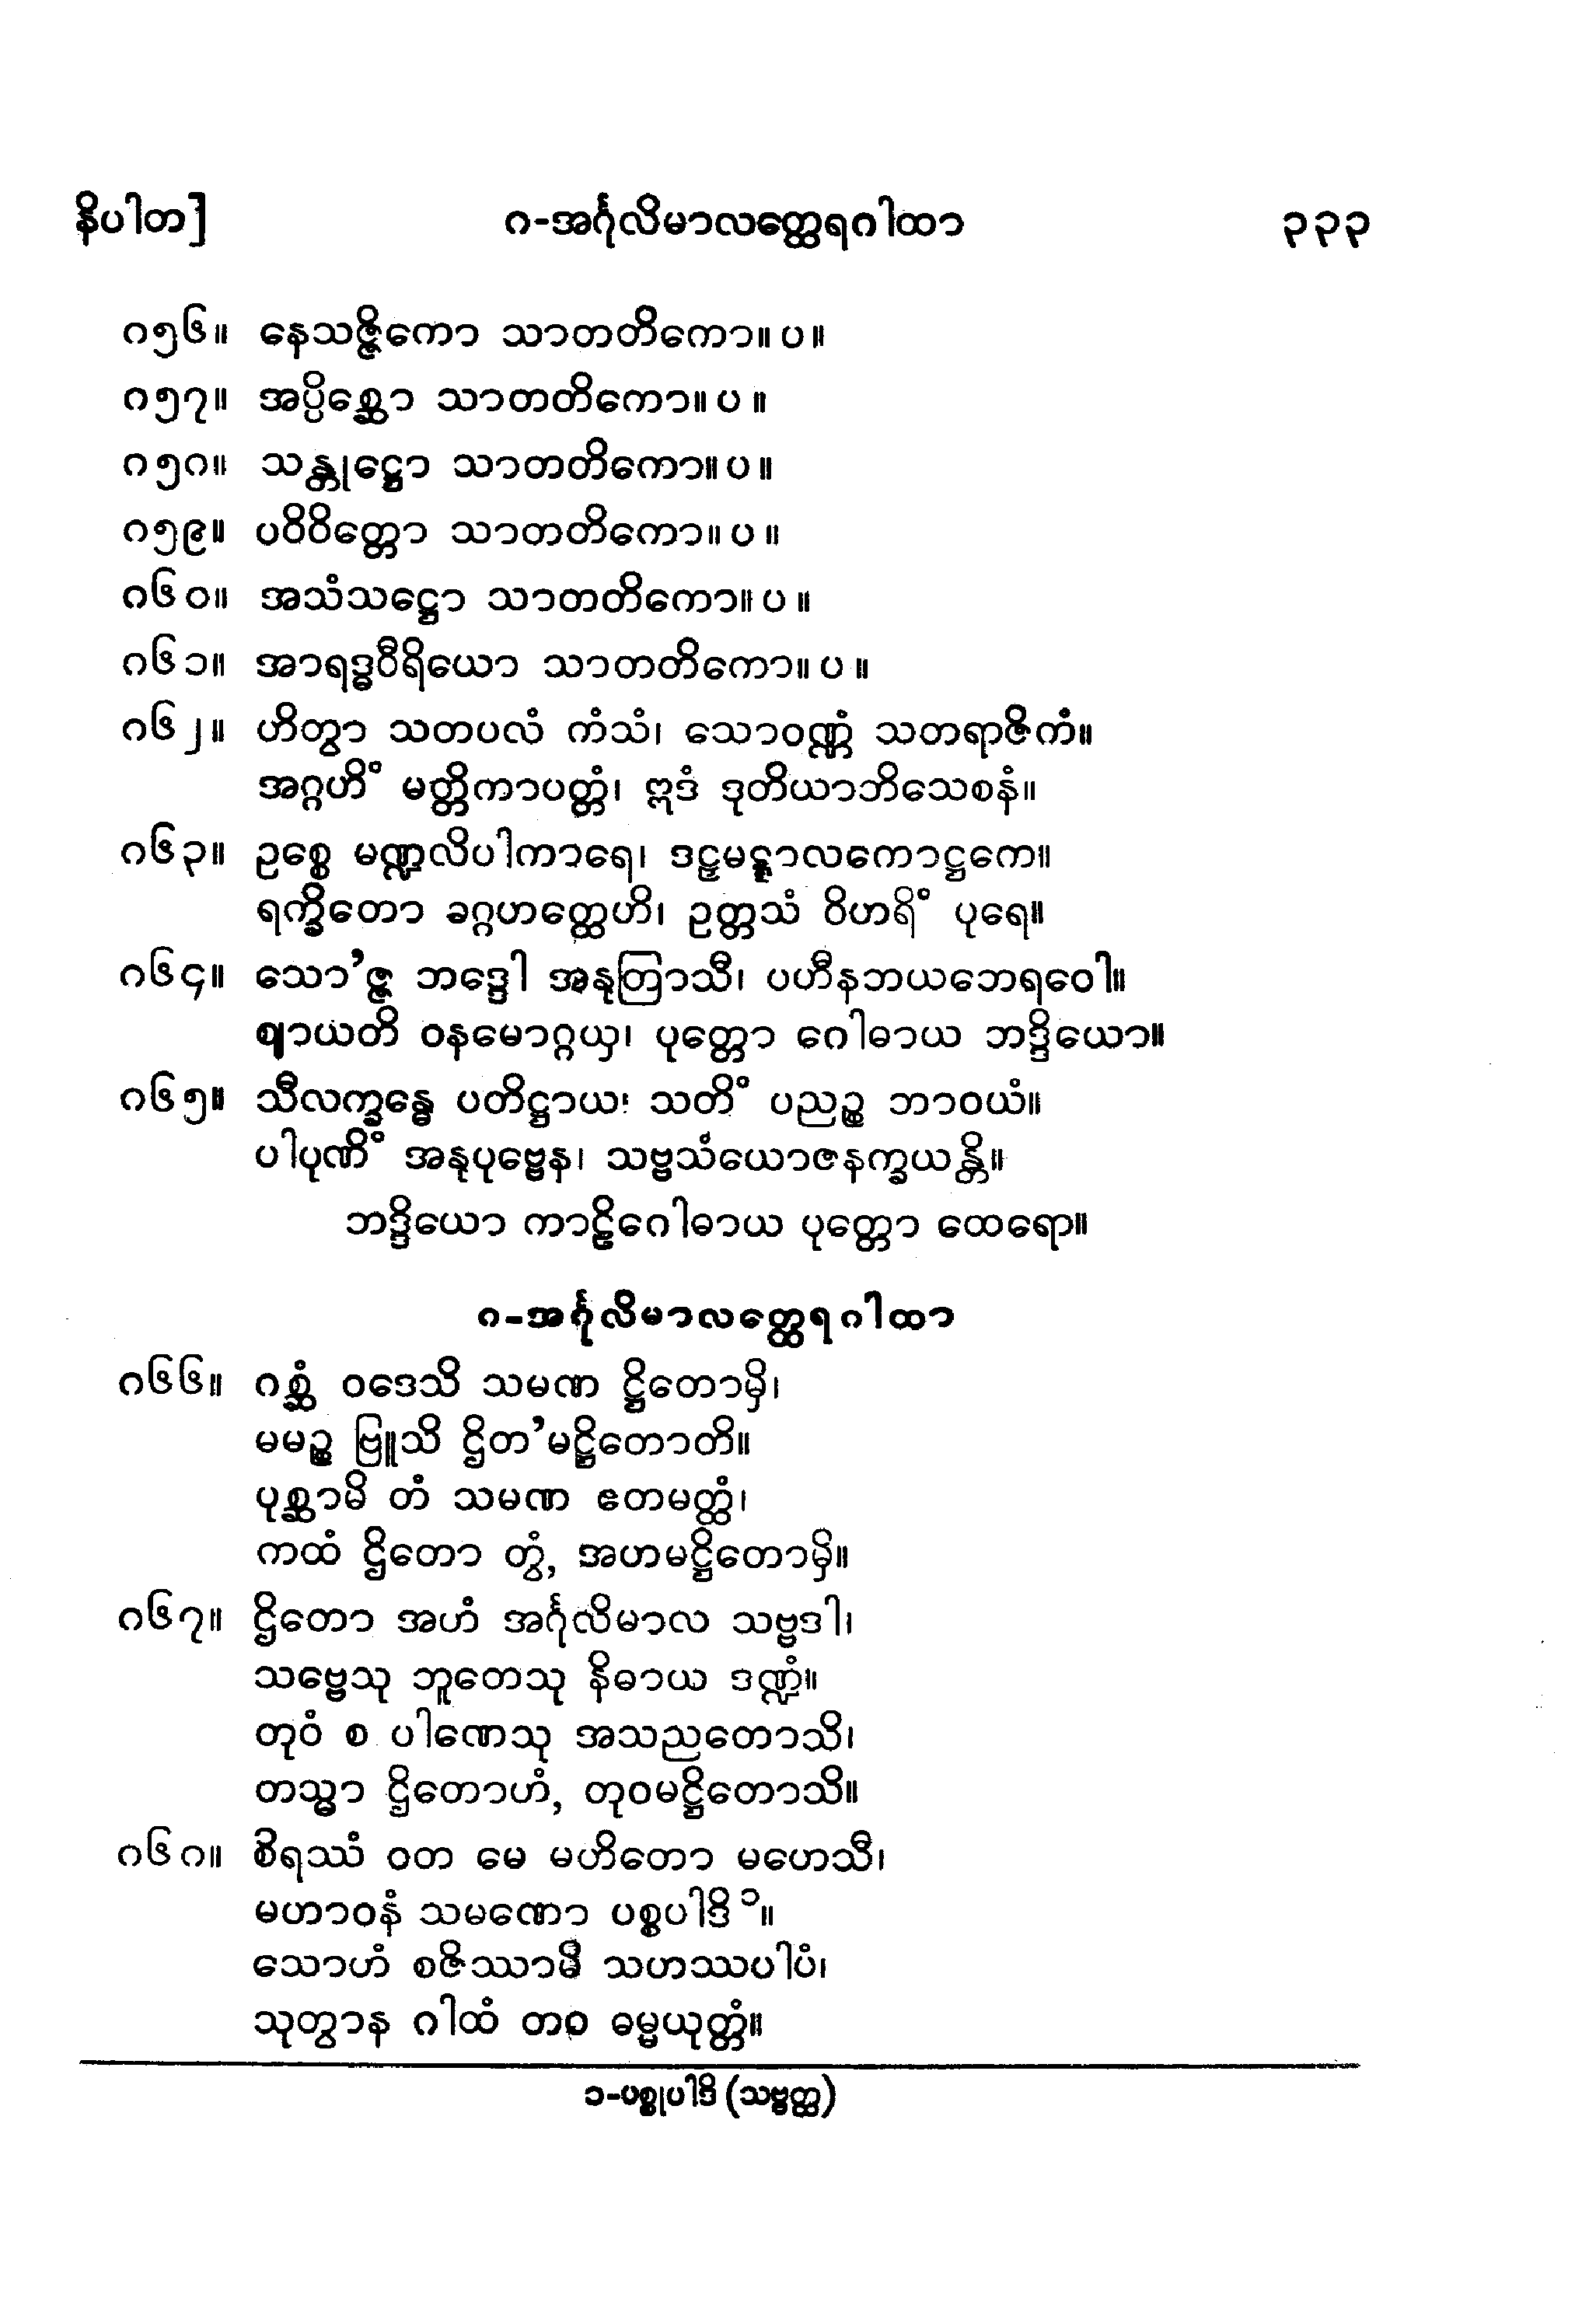 နိပါတ] ၈-အင်္ဂုလိမာလတ္ထေရဂါထာ ၃၃၃
၈၅၆။ နေသဇ္ဇိကော သာတတိကော။ ပ။
၈၅၇။ အပ္ပိစ္ဆော သာတတိကော။ ပ။
၈၅၈။ သန္တုဋ္ဌော သာတတိကော။ ပ။
၈၅၉။ ပဝိဝိတ္တော သာတတိကော။ ပ။
၈၆၀။ အသံသဋ္ဌော သာတတိကော။ ပ။
၈၆၁။ အာရဒ္ဓဝီရိယော သာတတိကော။ ပ။
၈၆၂။ ဟိတွာ သတပလံ ကံသံ၊ သောဝဏ္ဏံ သတရာဇိကံ။
အဂ္ဂဟိံ မတ္တိကာပတ္တံ၊ ဣဒံ ဒုတိယာဘိသေစနံ။
၈၆၃။ ဥစ္စေ မဏ္ဍလိပါကာရေ၊ ဒဠှမဋ္ဋာလကောဋ္ဌကေ။
ရက္ခိတော ခဂ္ဂဟတ္ထေဟိ၊ ဥတ္တသံ ဝိဟရိံ ပုရေ။
၈၆၄။ သော’ဇ္ဇ ဘဒ္ဒေါ အနုတြာသီ၊ ပဟီနဘယဘေရဝေါ။
ဈာယတိ ဝနမောဂ္ဂယှ၊ ပုတ္တော ဂေါဓာယ ဘဒ္ဒိယော။
၈၆၅။ သီလက္ခန္ဓေ ပတိဋ္ဌာယ၊ သတိံ ပညဉ္စ ဘာဝယံ။
ပါပုဏိံ အနုပုဗ္ဗေန၊ သဗ္ဗသံယောဇနက္ခယန္တိ။
ဘဒ္ဒိယော ကာဠိဂေါဓာယ ပုတ္တော ထေရော။
၈-အင်္ဂုလိမာလတ္ထေရဂါထာ
၈၆၆။ ဂစ္ဆံ ဝဒေသိ သမဏ ဋ္ဌိတောမှိ၊
မမဉ္စ ဗြူသိ ဌိတ’မဋ္ဌိတောတိ။
ပုစ္ဆာမိ တံ သမဏ ဧတမတ္ထံ၊
ကထံ ဌိတော တွံ, အဟမဋ္ဌိတောမှိ။
၈၆၇။ ဌိတော အဟံ အင်္ဂုလိမာလ သဗ္ဗဒါ၊
သဗ္ဗေသု ဘူတေသု နိဓာယ ဒဏ္ဍံ။
တုဝံ စ ပါဏေသု အသညတောသိ၊
တသ္မာ ဌိတောဟံ, တုဝမဋ္ဌိတောသိ။
၈၆၈။ စိရဿံ ဝတ မေ မဟိတော မဟေသီ၊
မဟာဝနံ သမဏော ပစ္စပါဒိ ၁။
သောဟံ စဇိဿာမိ သဟဿပါပံ၊
သုတွာန ဂါထံ တဝ ဓမ္မယုတ္တံ။
၁-ပစ္စုပါဒိ (သဗ္ဗတ္ထ)